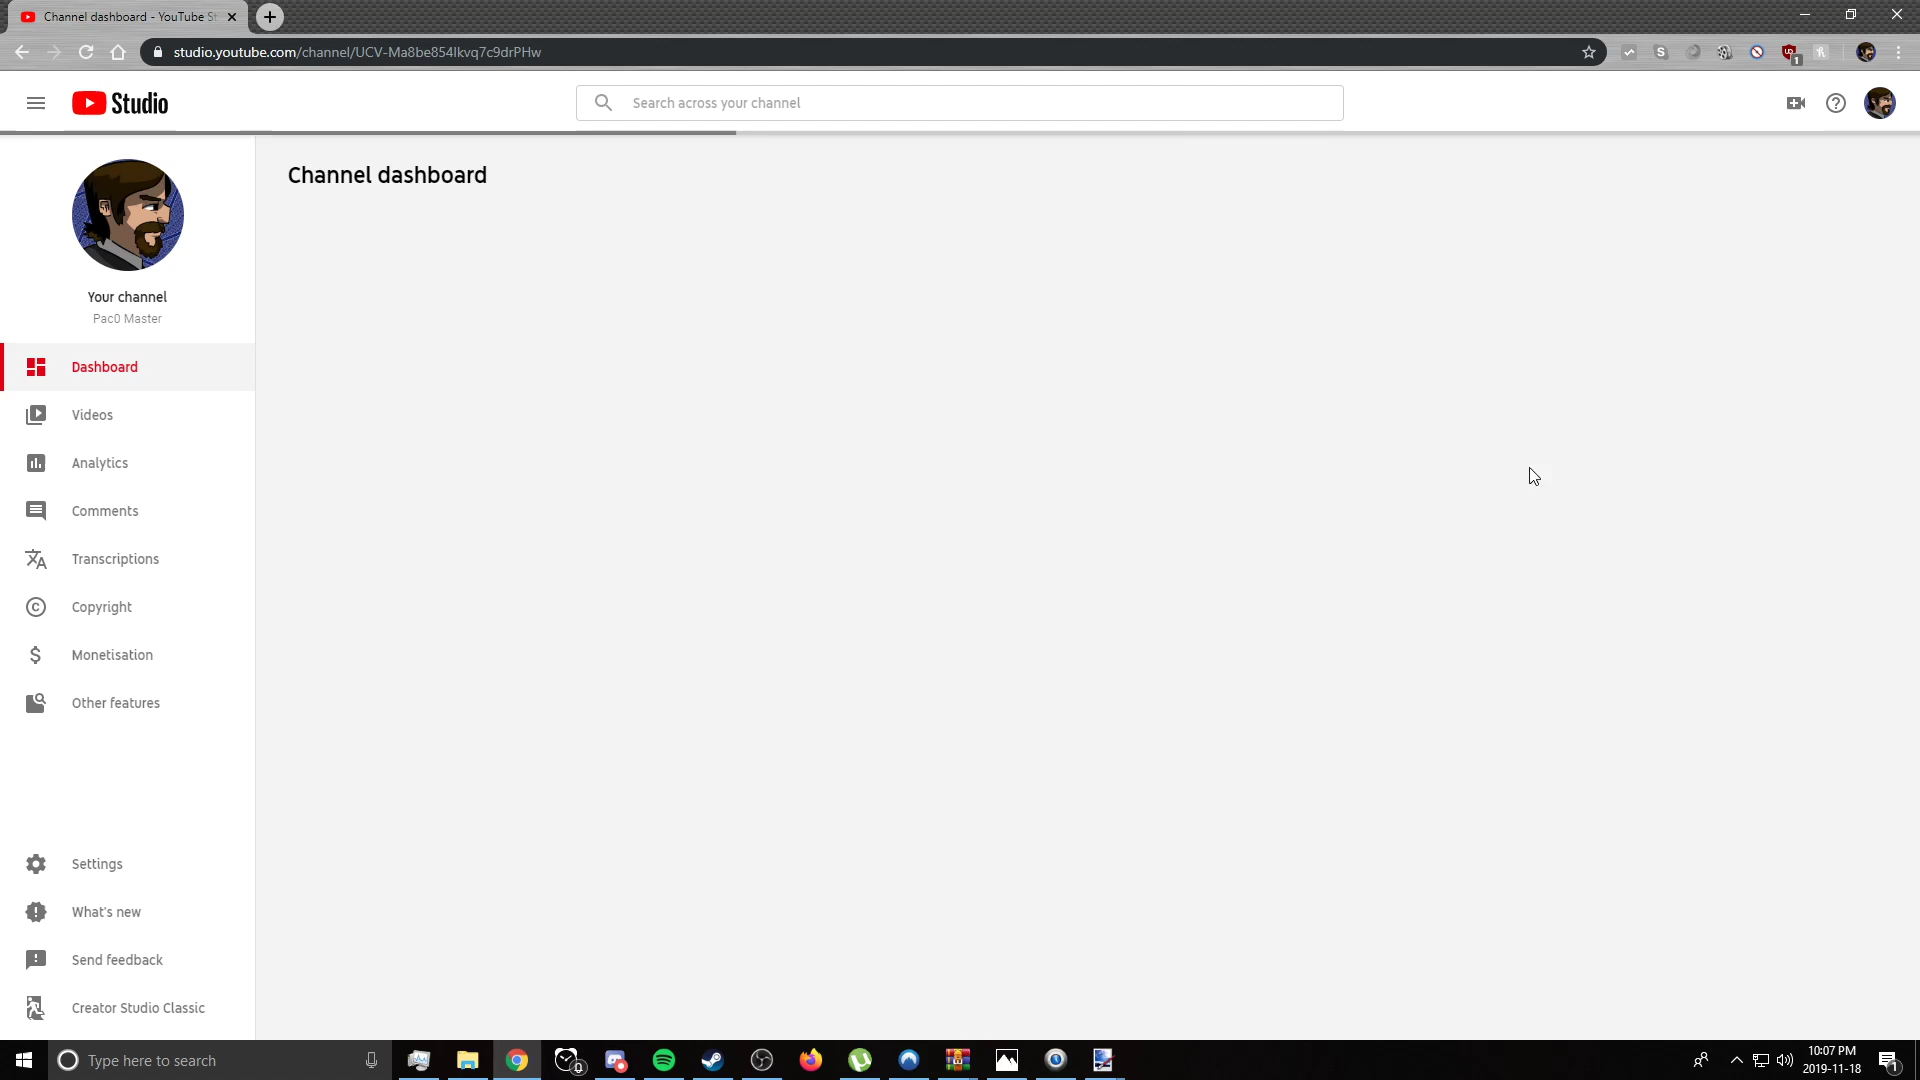 Channel dashboard - YouTube St
studio.youtube.com/channel/UCV-Ma8be854lkvq7c9drPHw
1
Studio
Search across your channel
Channel dashboard
Your channel
Pac0 Master
Dashboard
Videos
Analytics
Comments
Transcriptions
Copyright
Monetisation
Other features
Settings
What's new
Send feedback
Creator Studio Classic
Type here to search
10:07 PM
2019-11-18
1